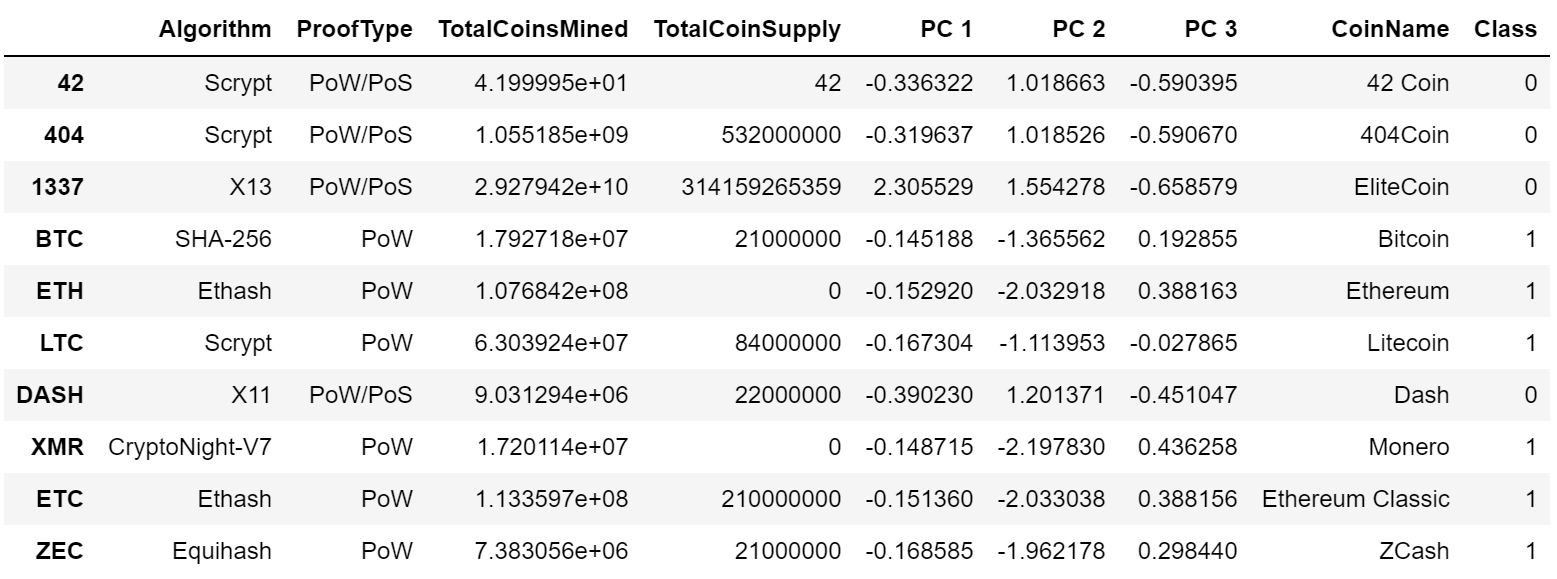 Algorithm ProofType TotalCoinsMined TotalCoinSupply PC 1 PC 2 PC 3 CoinName Class
42 Scrypt PoW/PoS 4.199995e+01 42 -0.336322 1.018663 -0.590395 42 Coin 0
404 Scrypt PoW/PoS 1.055185e+09 532000000 -0.319637 1.018526 -0.590670 404Coin 0
1337 X13 PoW/PoS 2.927942e+10 314159265359 2.305529 1.554278 -0.658579 EliteCoin 0
BTC SHA-256 PoW 1.792718e+07 21000000 -0.145188 -1.365562 0.192855 Bitcoin 1
ETH Ethash PoW 1.076842e+08 0 -0.152920 -2.032918 0.388163 Ethereum 1
LTC Scrypt PoW 6.303924e+07 84000000 -0.167304 -1.113953 -0.027865 Litecoin 1
DASH X11 PoW/PoS 9.031294e+06 22000000 -0.390230 1.201371 -0.451047 Dash 0
XMR CryptoNight-V7 PoW 1.720114e+07 0 -0.148715 -2.197830 0.436258 Monero 1
ETC Ethash PoW 1.133597e+08 210000000 -0.151360 -2.033038 0.388156 Ethereum Classic 1
ZEC Equihash PoW 7.383056e+06 21000000 -0.168585 -1.962178 0.298440 ZCash 1